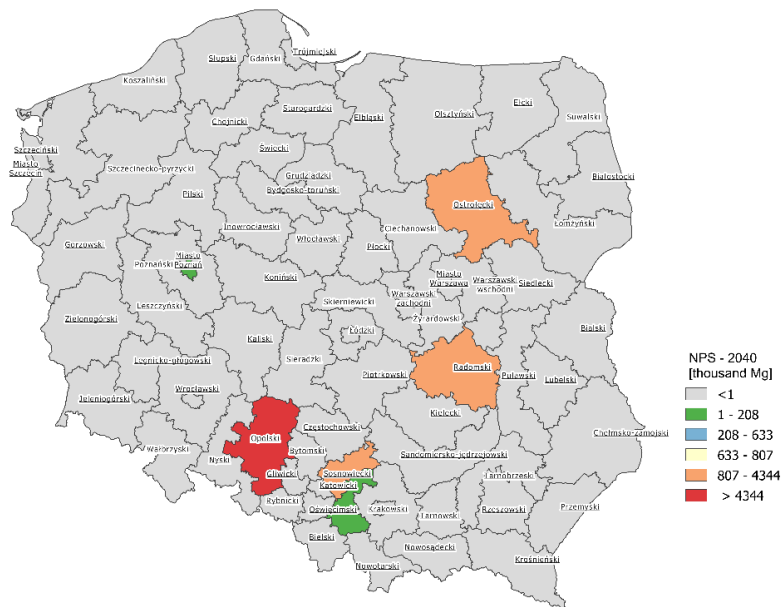 Trójmiejski
Słupski
Gdański
Koszaliński
Ełcki
Starogardzki
Olsztyński
Elbląski
Suwalski
Chojnicki
Szczeciński
Świecki
Miasto
Szczecin
Szczecinecko-pyrzycki
Grudziądzki
Białostocki
Bydgosko-toruński
Pilski
Ostrołęcki
Inowrocławski
Łomżyński
Ciechanowski
Włocławski
Gorzowski
Płocki
Miasto
Poznań
Poznański
Koniński
Miasto
Warszawa
Warszawski
wschodni
Siedlecki
Skierniewicki
Warszawski
zachodni
Leszczyński
Zielonogórski
Żyrardowski
Łódzki
Bialski
Kaliski
Sieradzki
Legnicko-głogowski
Radomski
Piotrkowski
Puławski
Lubelski
Wrocławski
Jeleniogórski
Kielecki
Częstochowski
Chełmsko-zamojski
Opolski
Wałbrzyski
Bytomski
Sandomiersko-jędrzejowski
Nyski
Gliwicki
Sosnowiecki
Tarnobrzeski
Katowicki
Rybnicki
Oświęcimski
Krakowski
Tarnowski
Rzeszowski
Przemyski
Bielski
Nowosądecki
Krośnieński
Nowotarski
NPS - 2040
[thousand Mg]
<1
1 - 208
208 - 633
633 - 807
807 - 4344
> 4344